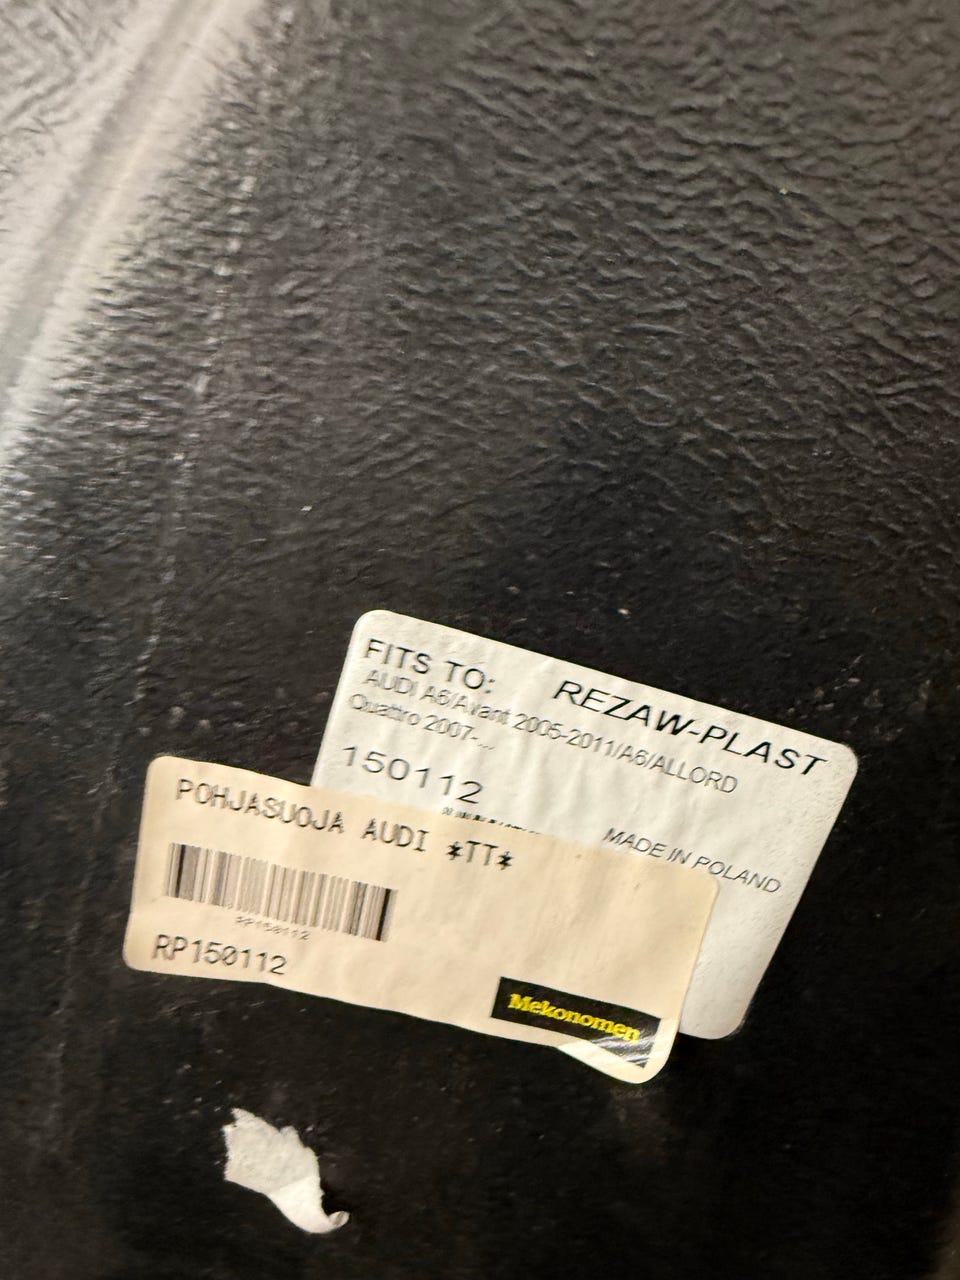 FITS TO: REZAW-PLAST
AUDI A6/Avant 2005-2011/A6/ALLORD
Quattro 2007-...
150112
MADE IN POLAND
POHJASUOJA AUDI *TT*
RP150112
RP150112
Mekonomen